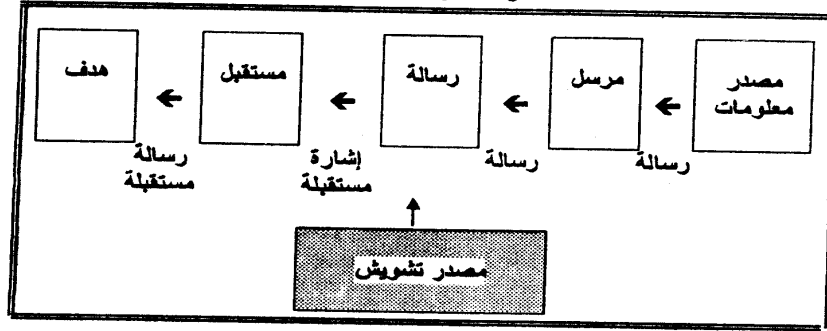 مصدر
معلومات
مرسل
رسالة
مستقبل
هدف
رسالة
رسالة
إشارة
مستقبلة
رسالة
مستقبلة
مصدر تشويش